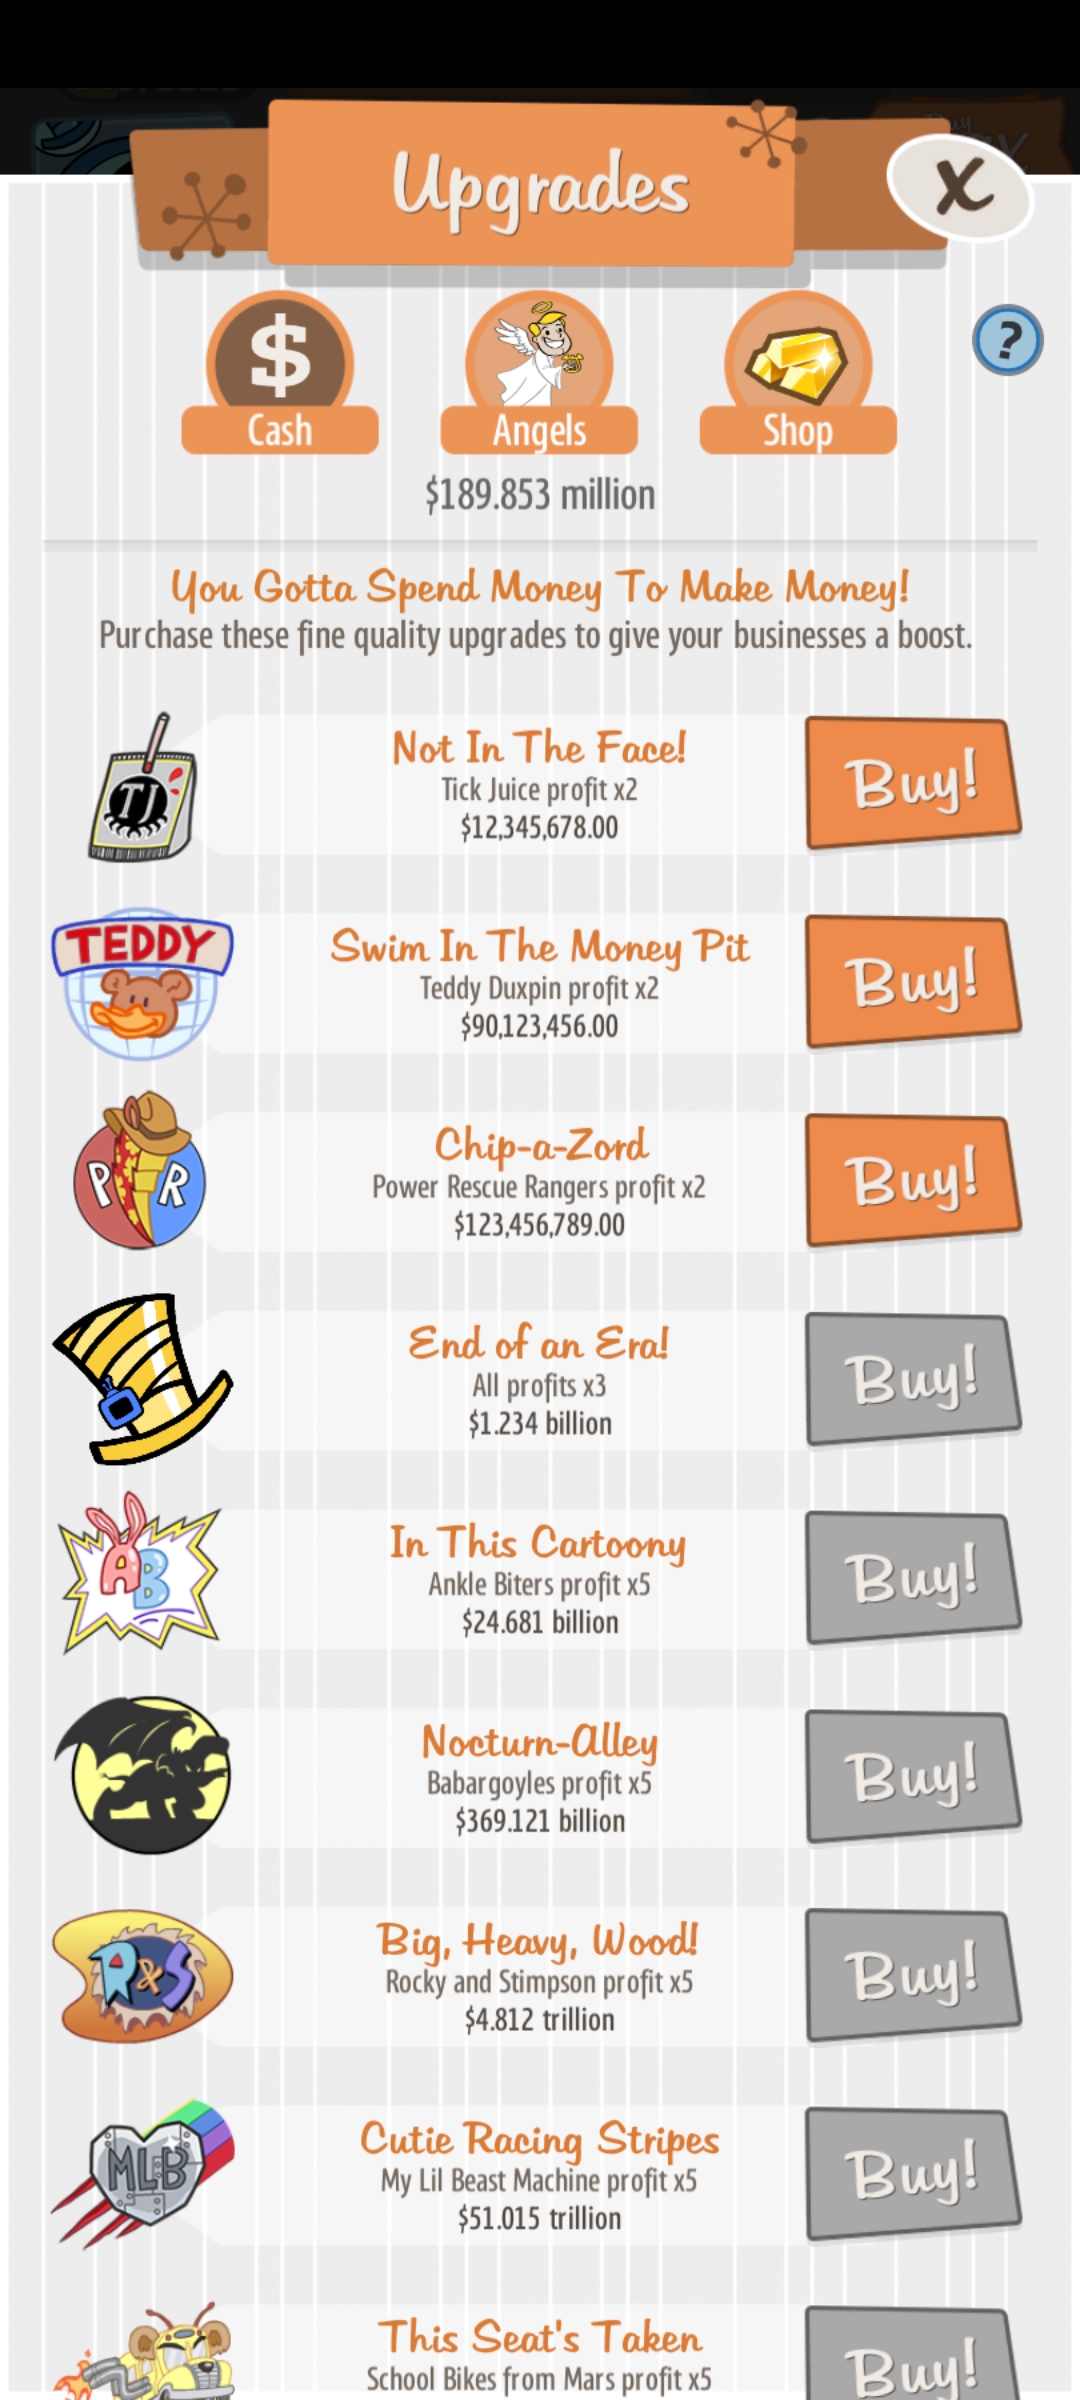 Upgrades
X
$
?
Cash
Angels
Shop
$189.853 million
You Gotta Spend Money To Make Money!
Purchase these fine quality upgrades to give your businesses a boost.
TJ
Not In The Face!
Tick Juice profit x2
$12,345,678.00
Buy!
TEDDY
Swim In The Money Pit
Teddy Duxpin profit x2
$90,123,456.00
Buy!
P R
Chip-a-Zord
Power Rescue Rangers profit x2
$123,456,789.00
Buy!
End of an Era!
All profits x3
$1.234 billion
Buy!
AB
In This Cartoony
Ankle Biters profit x5
$24.681 billion
Buy!
Nocturn-Alley
Babargoyles profit x5
$369.121 billion
Buy!
R&S
Big, Heavy, Wood!
Rocky and Stimpson profit x5
$4.812 trillion
Buy!
MLB
Cutie Racing Stripes
My Lil Beast Machine profit x5
$51.015 trillion
Buy!
This Seat's Taken
School Bikes from Mars profit x5
Buy!